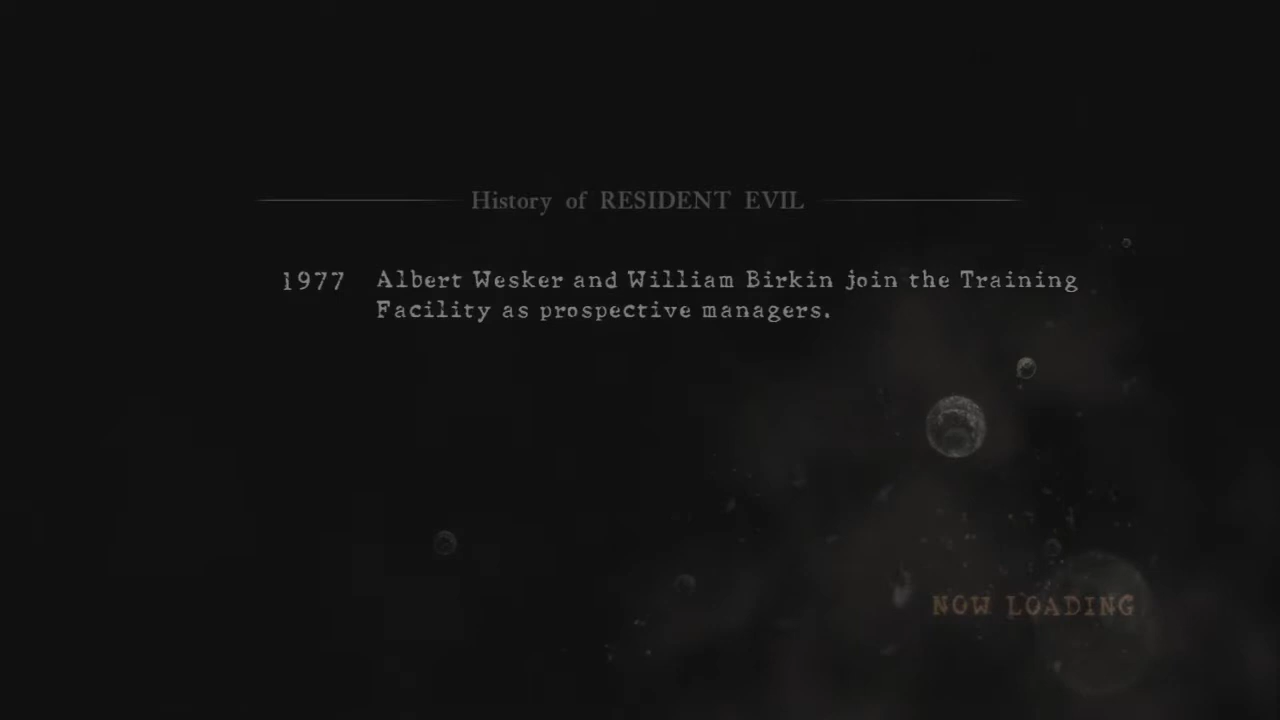 History of RESIDENT EVIL
1977 Albert Wesker and William Birkin join the Training
Facility as prospective managers.
NOW LOADING